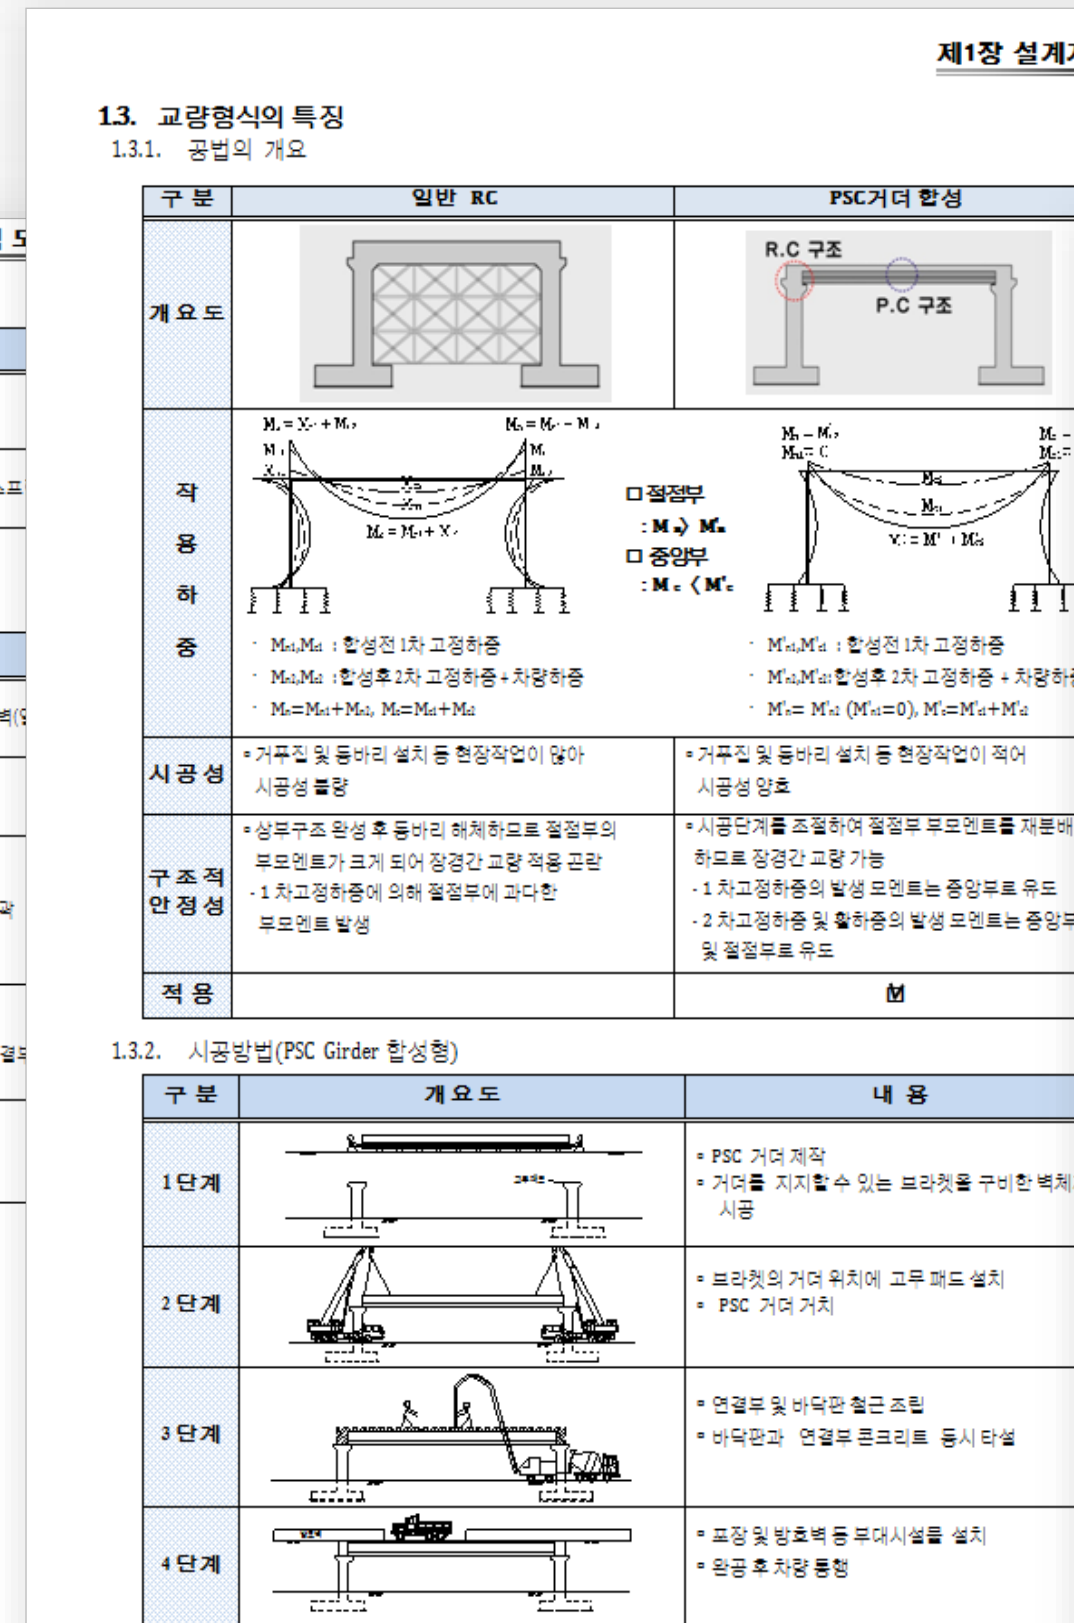 제1장 설계
1.3. 교량형식의 특징
1.3.1. 공법의 개요
구 분
일반 RC
PSC거더 합성
개 요 도
R.C 구조
P.C 구조
작
용
하
중
□ 절점부
□ 중앙부
: 합성전 1차 고정하중
:합성후 2차 고정하중 + 차량하중
: 합성전 1차 고정하중
:합성후 2차 고정하중 + 차량하
시 공 성
▫ 거푸집 및 동바리 설치 등 현장작업이 많아
시공성 불량
▫ 거푸집 및 동바리 설치 등 현장작업이 적어
시공성 양호
구 조 적
안 정 성
▫ 상부구조 완성 후 동바리 해체하므로 절점부의
부모멘트가 크게 되어 장경간 교량 적용 곤란
- 1 차고정하중에 의해 절점부에 과다한
부모멘트 발생
▫ 시공단계를 조절하여 절점부 부모멘트를 재분배
하므로 장경간 교량 가능
- 1 차고정하중의 발생 모멘트는 중앙부로 유도
- 2 차고정하중 및 활하중의 발생 모멘트는 중앙부
및 절점부로 유도
적 용
1.3.2. 시공방법(PSC Girder 합성형)
구 분
개 요 도
내 용
1 단 계
▫ PSC 거더 제작
▫ 거더를 지지할 수 있는 브라켓을 구비한 벽체
시공
2 단 계
▫ 브라켓의 거더 위치에 고무 패드 설치
▫ PSC 거더 거치
3 단 계
▫ 연결부 및 바닥판 철근 조립
▫ 바닥판과 연결부 콘크리트 동시 타설
4 단 계
▫ 포장 및 방호벽 등 부대시설물 설치
▫ 완공 후 차량 통행